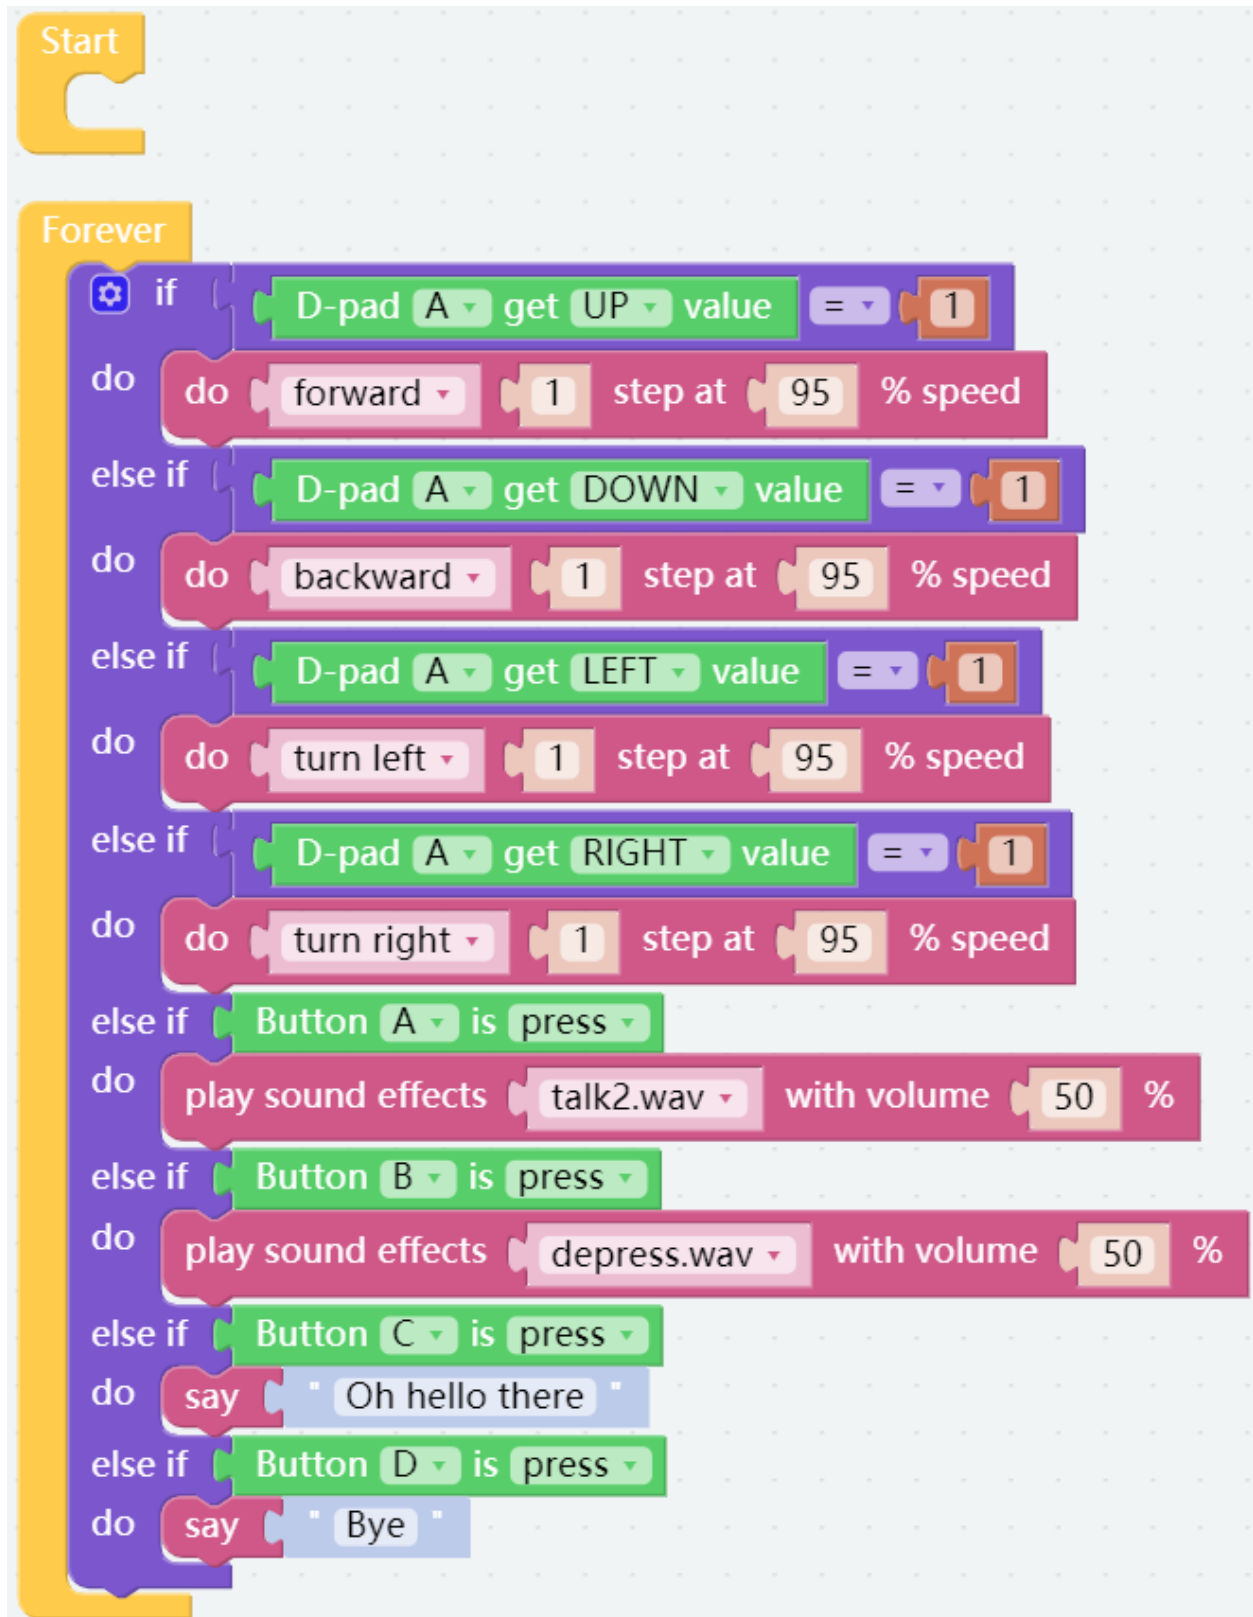 Start
Forever
if D-pad A get UP value = 1
do do forward 1 step at 95 % speed
else if D-pad A get DOWN value = 1
do do backward 1 step at 95 % speed
else if D-pad A get LEFT value = 1
do do turn left 1 step at 95 % speed
else if D-pad A get RIGHT value = 1
do do turn right 1 step at 95 % speed
else if Button A is press
do play sound effects talk2.wav with volume 50 %
else if Button B is press
do play sound effects depress.wav with volume 50 %
else if Button C is press
do say " Oh hello there "
else if Button D is press
do say " Bye "